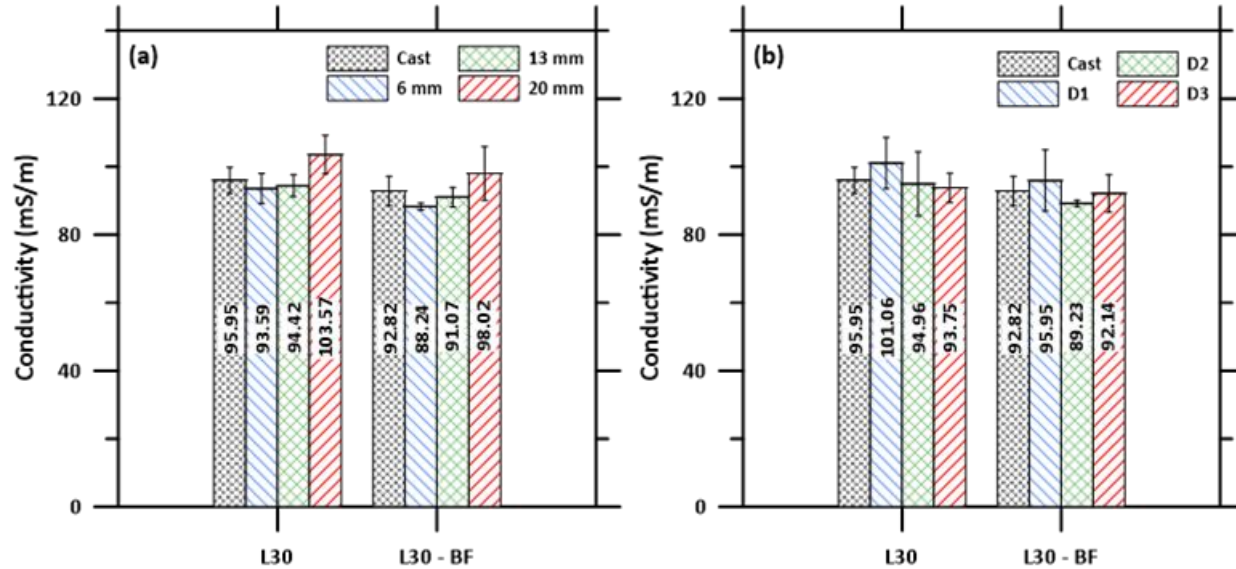 (a)
Cast
13 mm
6 mm
20 mm
Conductivity (mS/m)
120
80
40
0
95.95
93.59
94.42
103.57
92.82
88.24
91.07
98.02
L30
L30 - BF
(b)
Cast
D2
D1
D3
Conductivity (mS/m)
120
80
40
0
95.95
101.06
94.96
93.75
92.82
95.95
89.23
92.14
L30
L30 - BF